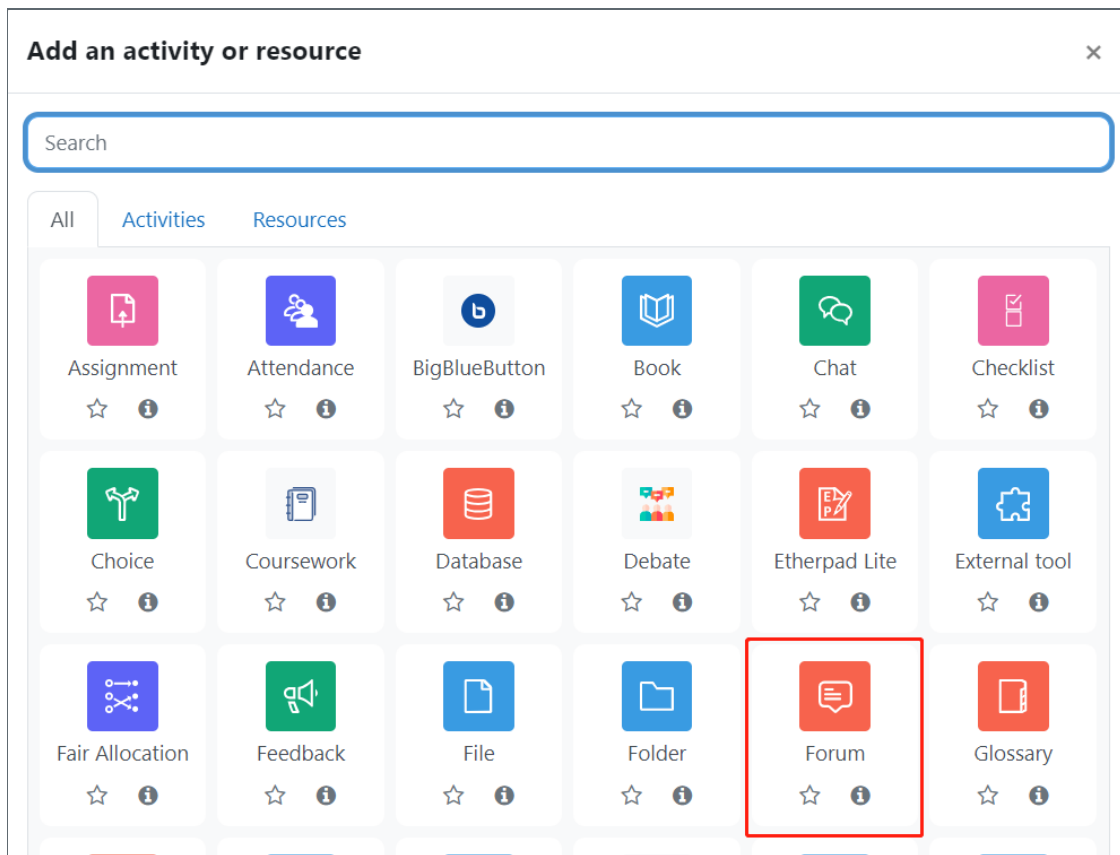 Add an activity or resource
×
Search
All Activities Resources
Assignment Attendance BigBlueButton Book Chat Checklist
Choice Coursework Database Debate Etherpad Lite External tool
Fair Allocation Feedback File Folder Forum Glossary